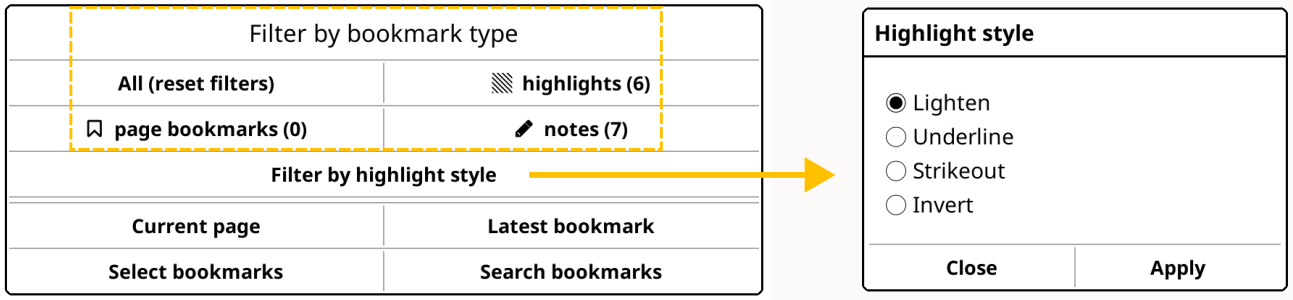 Filter by bookmark type
All (reset filters) highlights (6)
page bookmarks (0) notes (7)
Filter by highlight style
Current page Latest bookmark
Select bookmarks Search bookmarks
Highlight style
Lighten
Underline
Strikeout
Invert
Close Apply